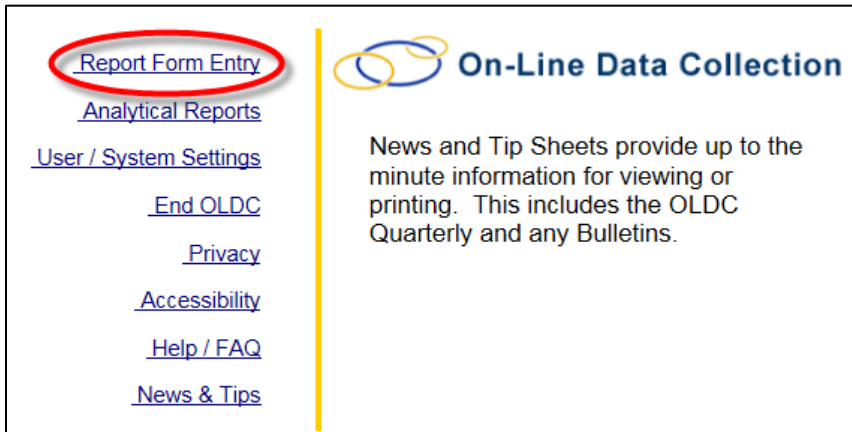 Report Form Entry
Analytical Reports
User / System Settings
End OLDC
Privacy
Accessibility
Help / FAQ
News & Tips
On-Line Data Collection
News and Tip Sheets provide up to the
minute information for viewing or
printing. This includes the OLDC
Quarterly and any Bulletins.